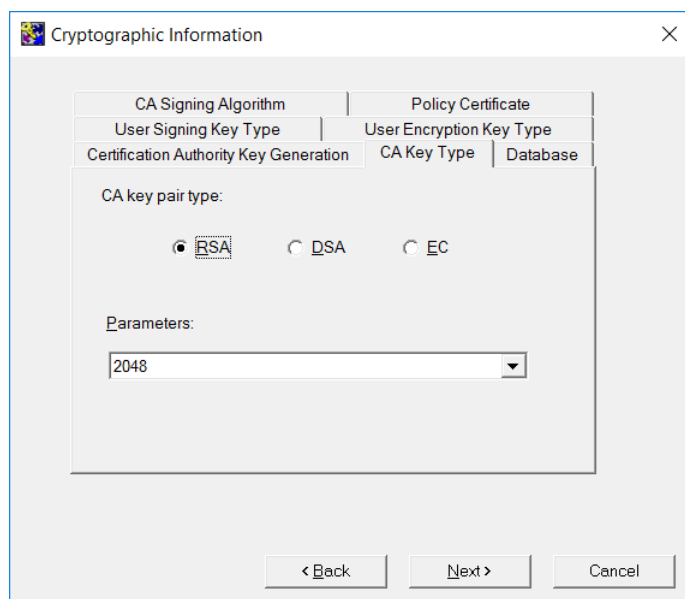 Cryptographic Information
CA Signing Algorithm Policy Certificate
User Signing Key Type User Encryption Key Type
Certification Authority Key Generation CA Key Type Database
CA key pair type:
RSA DSA EC
Parameters:
2048
< Back Next > Cancel